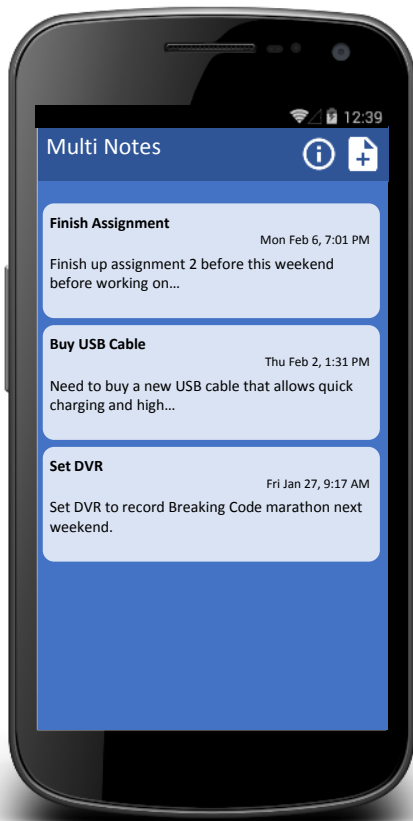 12:39
Multi Notes
Finish Assignment
Mon Feb 6, 7:01 PM
Finish up assignment 2 before this weekend
before working on…
Buy USB Cable
Thu Feb 2, 1:31 PM
Need to buy a new USB cable that allows quick
charging and high…
Set DVR
Fri Jan 27, 9:17 AM
Set DVR to record Breaking Code marathon next
weekend.